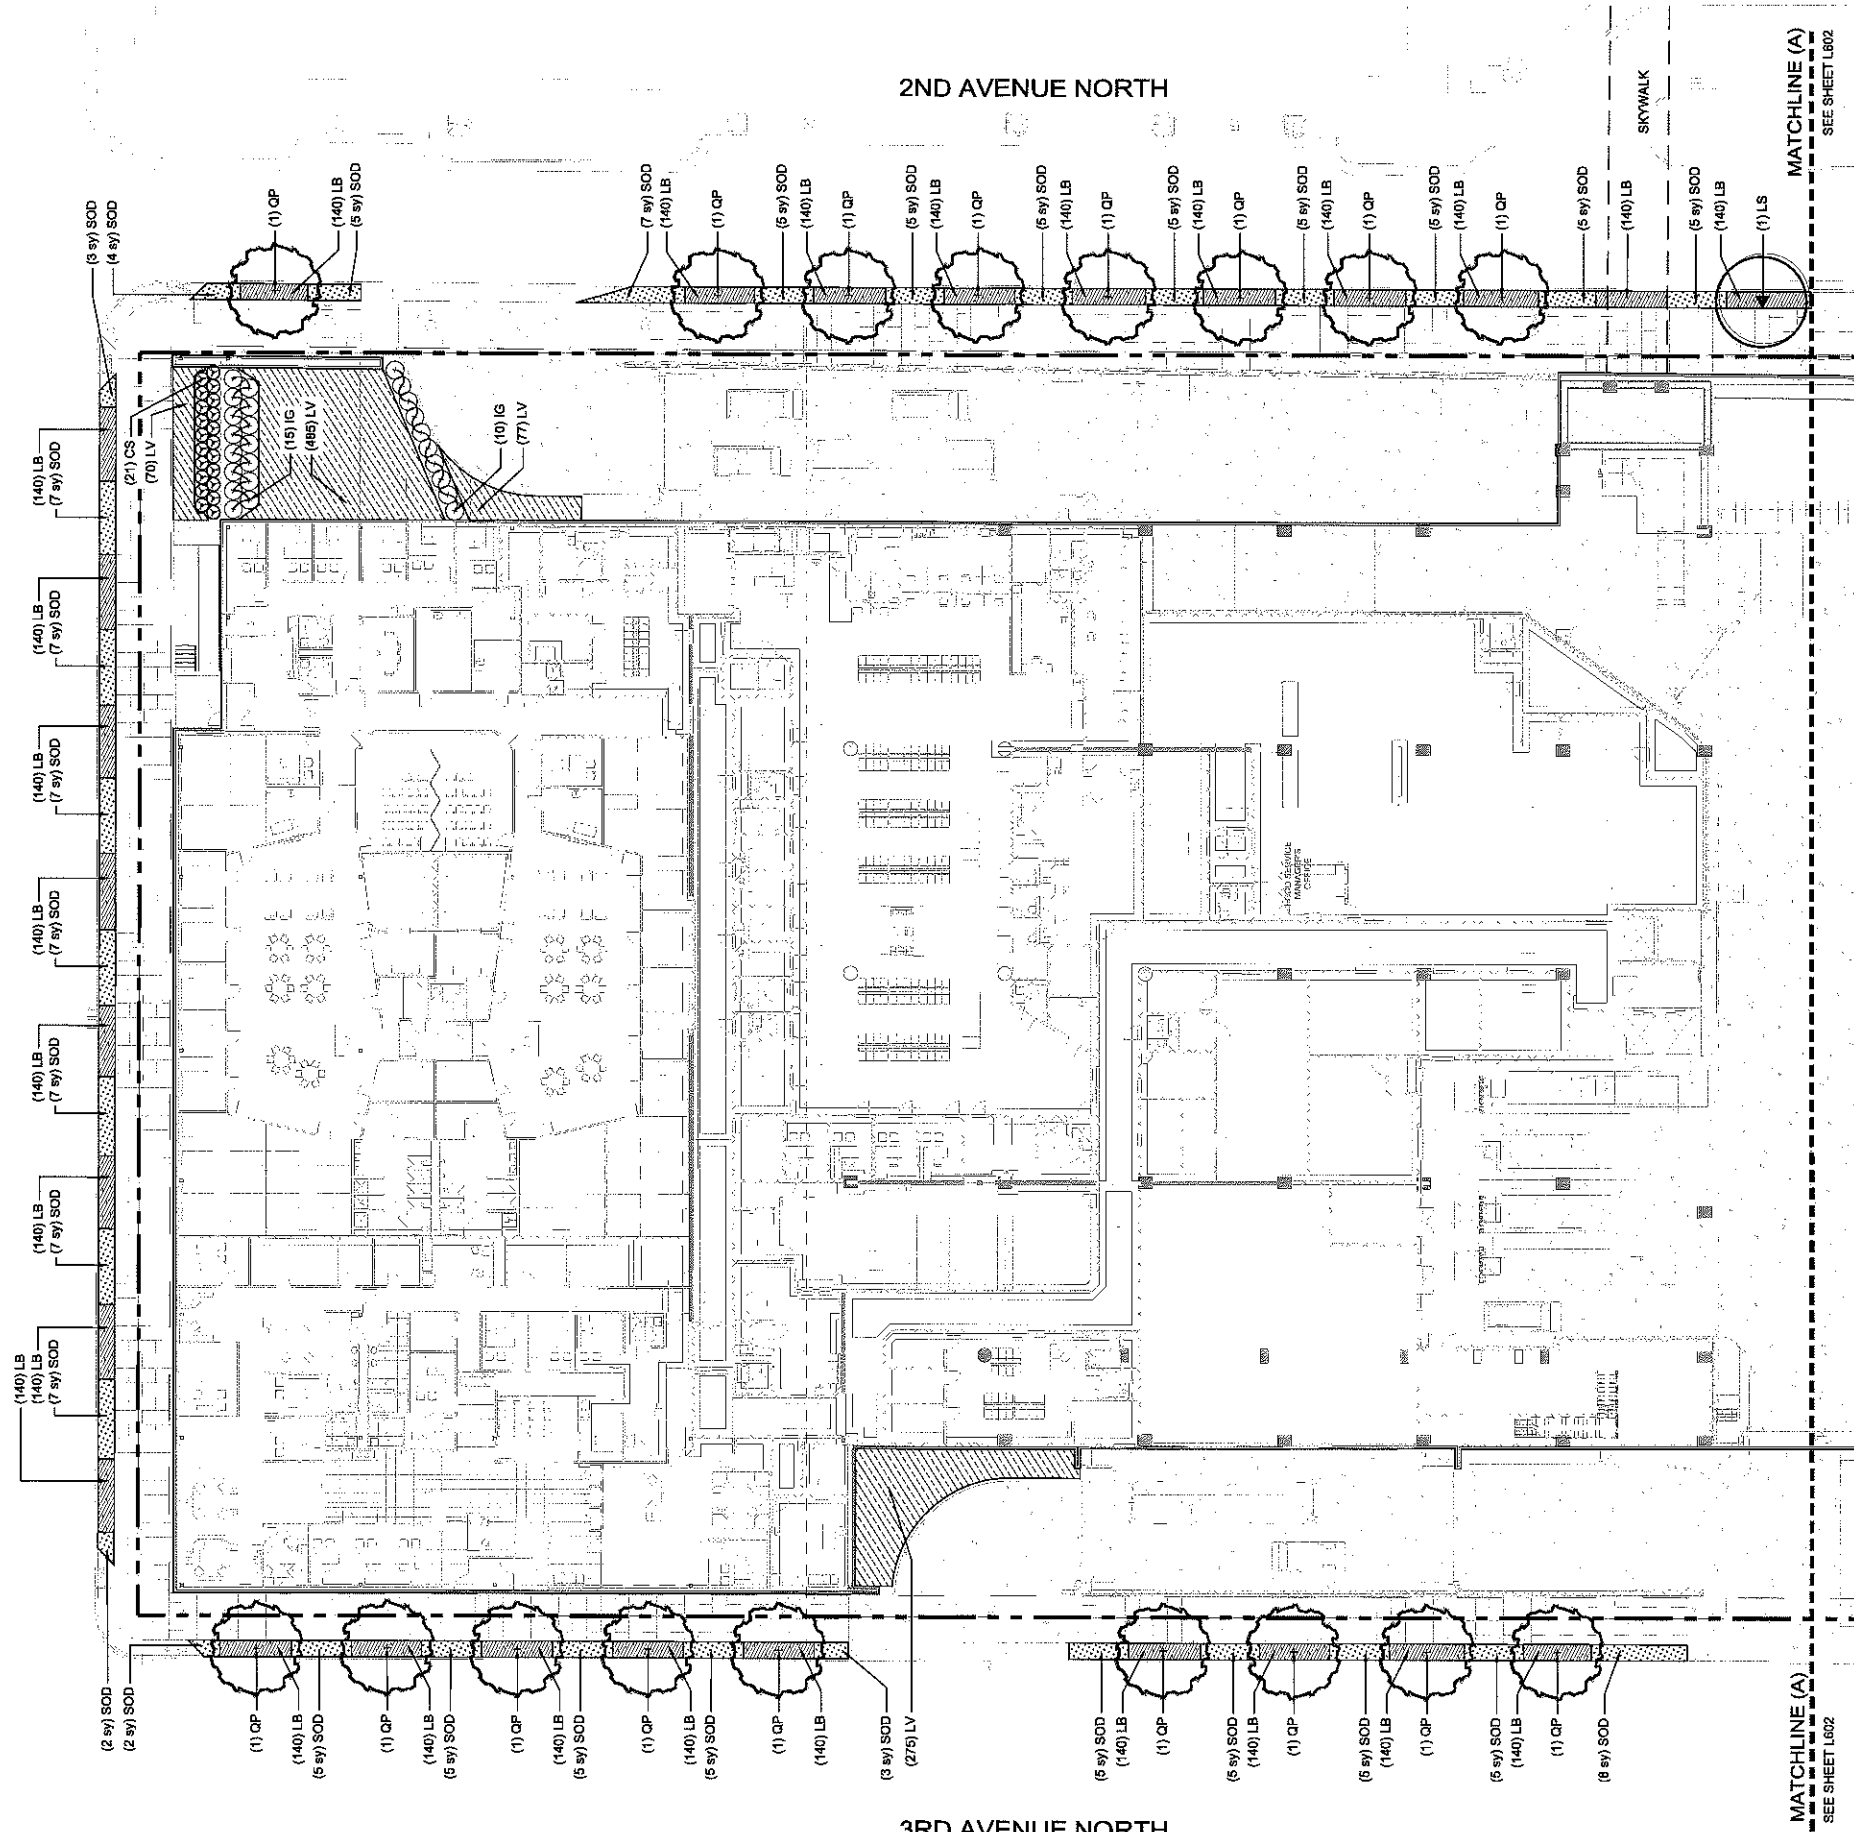 2ND AVENUE NORTH
SKYWALK
MATCHLINE (A)
SEE SHEET L602
(3 sy) SOD
(4 sy) SOD
(1) QP
(140) LB
(5 sy) SOD
(7 sy) SOD
(140) LB
(1) QP
(5 sy) SOD
(140) LB
(1) QP
(5 sy) SOD
(140) LB
(1) QP
(5 sy) SOD
(140) LB
(1) QP
(5 sy) SOD
(140) LB
(1) QP
(5 sy) SOD
(140) LB
(1) QP
(5 sy) SOD
(140) LB
(1) QP
(5 sy) SOD
(140) LB
(5 sy) SOD
(140) LB
(1) LS
(21) CS
(70) LV
(15) IG
(485) LV
(10) IG
(77) LV
(140) LB
(7 sy) SOD
(140) LB
(7 sy) SOD
(140) LB
(7 sy) SOD
(140) LB
(7 sy) SOD
(140) LB
(7 sy) SOD
(140) LB
(7 sy) SOD
(140) LB
(140) LB
(7 sy) SOD
FOOD SERVICE
MANAGER'S
OFFICE
(2 sy) SOD
(2 sy) SOD
(1) QP
(140) LB
(5 sy) SOD
(1) QP
(140) LB
(5 sy) SOD
(1) QP
(140) LB
(5 sy) SOD
(1) QP
(140) LB
(5 sy) SOD
(1) QP
(140) LB
(3 sy) SOD
(275) LV
(5 sy) SOD
(140) LB
(1) QP
(5 sy) SOD
(140) LB
(1) QP
(5 sy) SOD
(140) LB
(1) QP
(5 sy) SOD
(140) LB
(1) QP
(8 sy) SOD
MATCHLINE (A)
SEE SHEET L602
3RD AVENUE NORTH